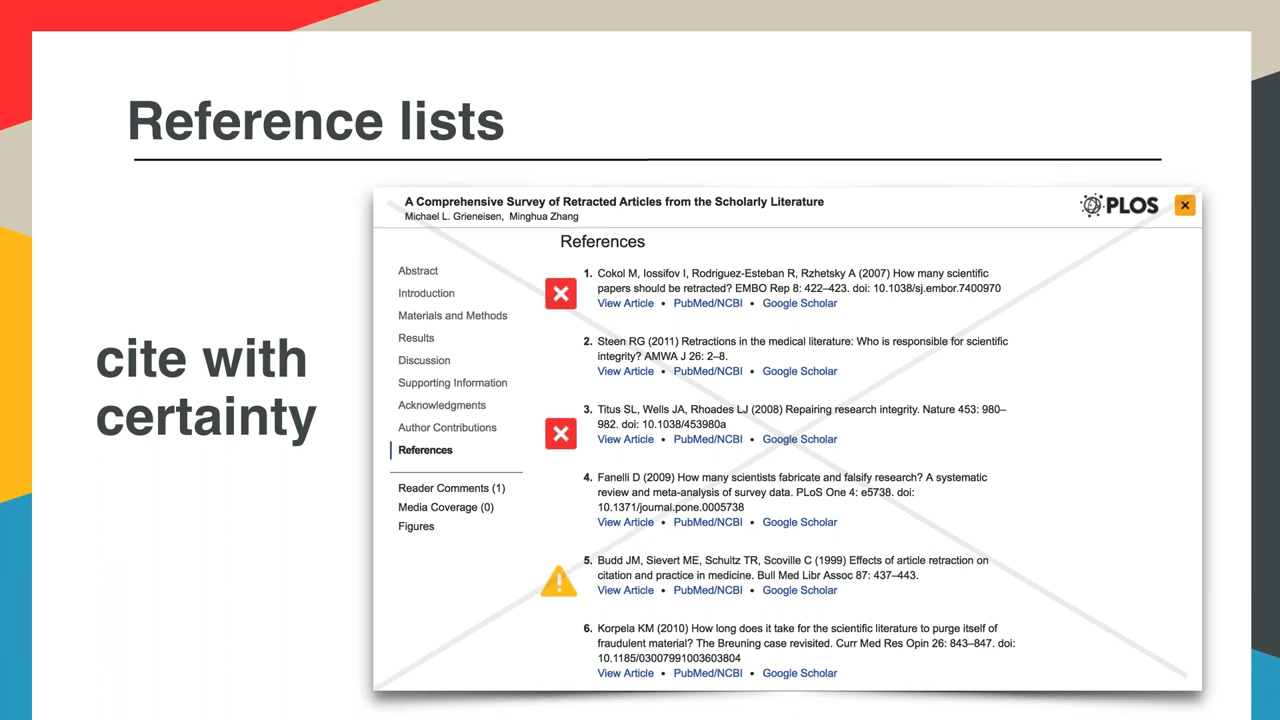 Reference lists
cite with
certainty
A Comprehensive Survey of Retracted Articles from the Scholarly Literature
Michael L. Grieneisen, Minghua Zhang
PLOS
References
Abstract
Introduction
Materials and Methods
Results
Discussion
Supporting Information
Acknowledgments
Author Contributions
References
Reader Comments (1)
Media Coverage (0)
Figures
1. Cokol M, Iossifov I, Rodriguez-Esteban R, Rzhetsky A (2007) How many scientific
papers should be retracted? EMBO Rep 8: 422–423. doi: 10.1038/sj.embor.7400970
View Article • PubMed/NCBI • Google Scholar
2. Steen RG (2011) Retractions in the medical literature: Who is responsible for scientific
integrity? AMWA J 26: 2–8.
View Article • PubMed/NCBI • Google Scholar
3. Titus SL, Wells JA, Rhoades LJ (2008) Repairing research integrity. Nature 453: 980–
982. doi: 10.1038/453980a
View Article • PubMed/NCBI • Google Scholar
4. Fanelli D (2009) How many scientists fabricate and falsify research? A systematic
review and meta-analysis of survey data. PLoS One 4: e5738. doi:
10.1371/journal.pone.0005738
View Article • PubMed/NCBI • Google Scholar
5. Budd JM, Sievert ME, Schultz TR, Scoville C (1999) Effects of article retraction on
citation and practice in medicine. Bull Med Libr Assoc 87: 437–443.
View Article • PubMed/NCBI • Google Scholar
6. Korpela KM (2010) How long does it take for the scientific literature to purge itself of
fraudulent material? The Breuning case revisited. Curr Med Res Opin 26: 843–847. doi:
10.1185/03007991003603804
View Article • PubMed/NCBI • Google Scholar